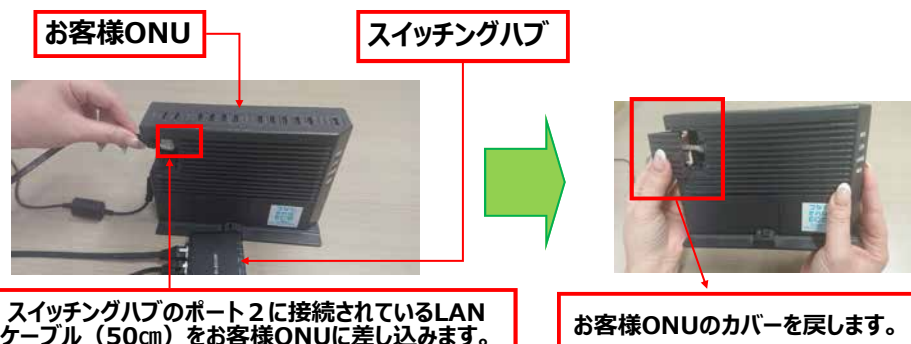 お客様ONU
スイッチングハブ
スイッチングハブのポート２に接続されているLAN
ケーブル（50㎝）をお客様ONUに差し込みます。
お客様ONUのカバーを戻します。